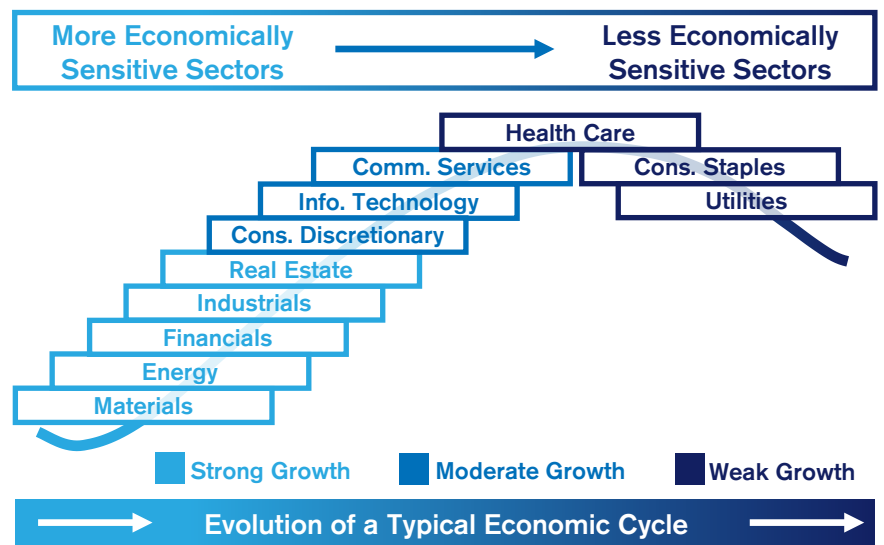 More Economically
Sensitive Sectors
Less Economically
Sensitive Sectors
Health Care
Comm. Services
Cons. Staples
Info. Technology
Utilities
Cons. Discretionary
Real Estate
Industrials
Financials
Energy
Materials
Strong Growth
Moderate Growth
Weak Growth
Evolution of a Typical Economic Cycle